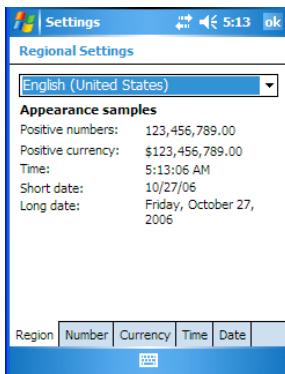 Settings 5:13 ok
Regional Settings
English (United States)
Appearance samples
Positive numbers: 123,456,789.00
Positive currency: $123,456,789.00
Time: 5:13:06 AM
Short date: 10/27/06
Long date: Friday, October 27,
2006
Region Number Currency Time Date